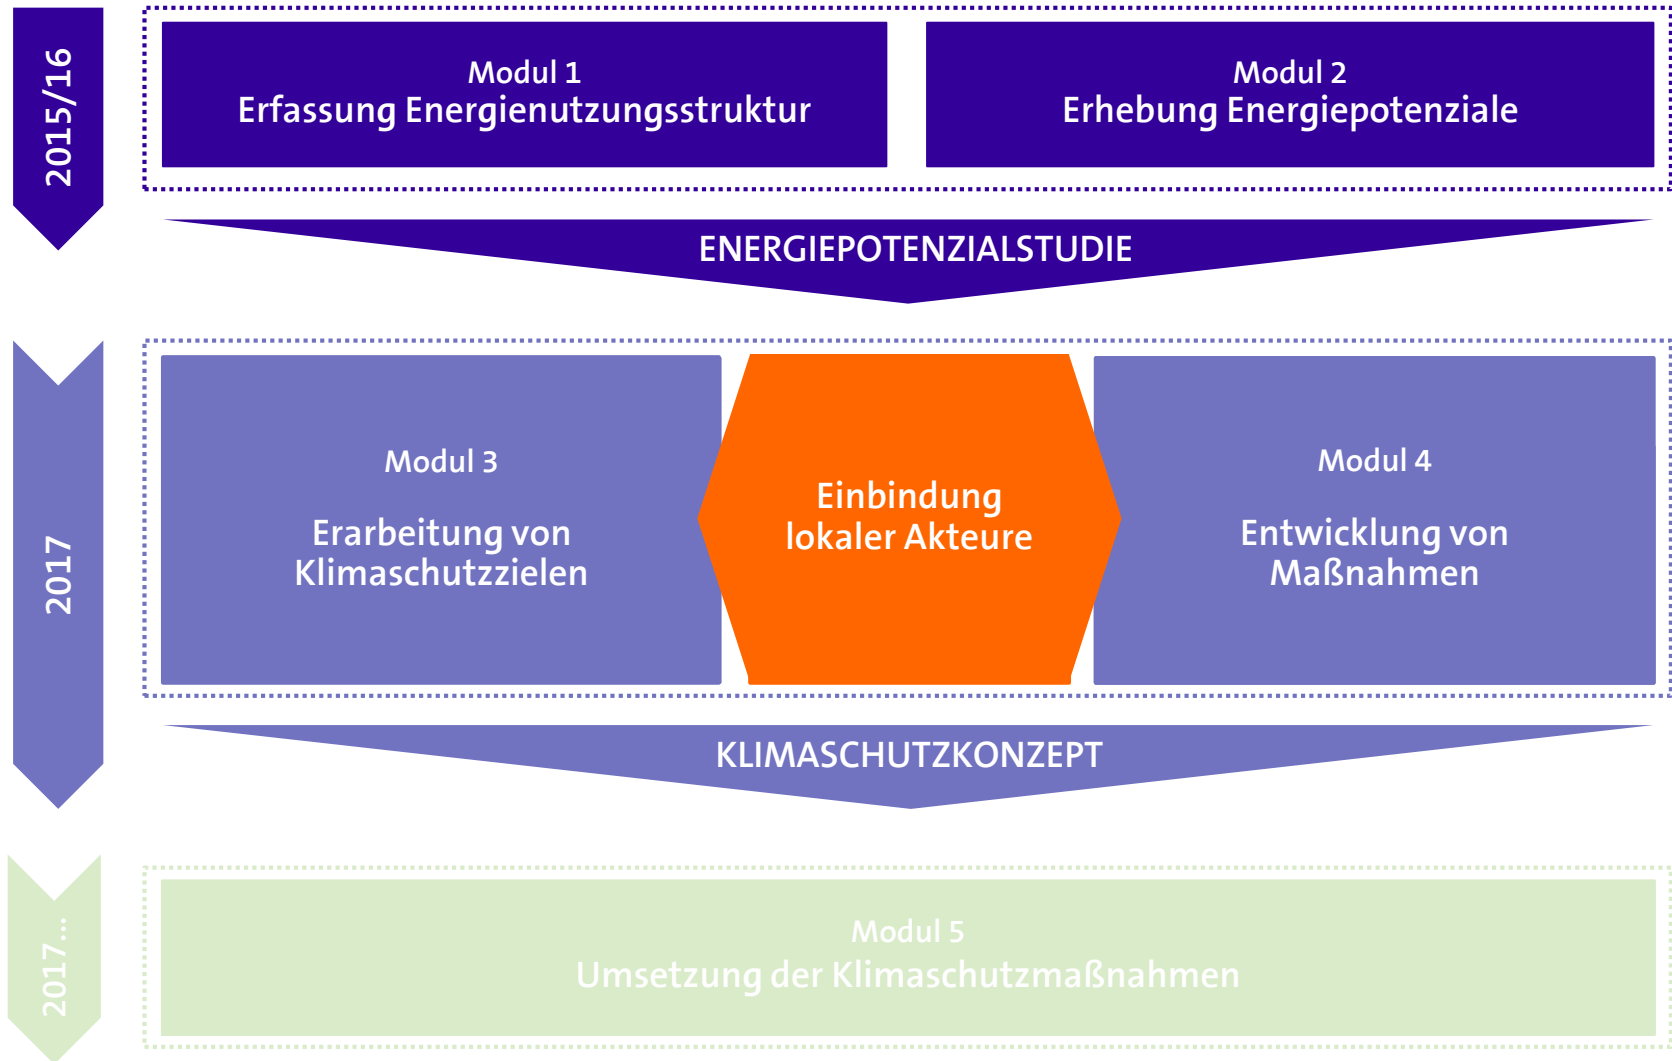 2015/16
Modul 1
Erfassung Energienutzungsstruktur
Modul 2
Erhebung Energiepotenziale
ENERGIEPOTENZIALSTUDIE
2017
Modul 3
Erarbeitung von
Klimaschutzzielen
Einbindung
lokaler Akteure
Modul 4
Entwicklung von
Maßnahmen
KLIMASCHUTZKONZEPT
2017...
Modul 5
Umsetzung der Klimaschutzmaßnahmen